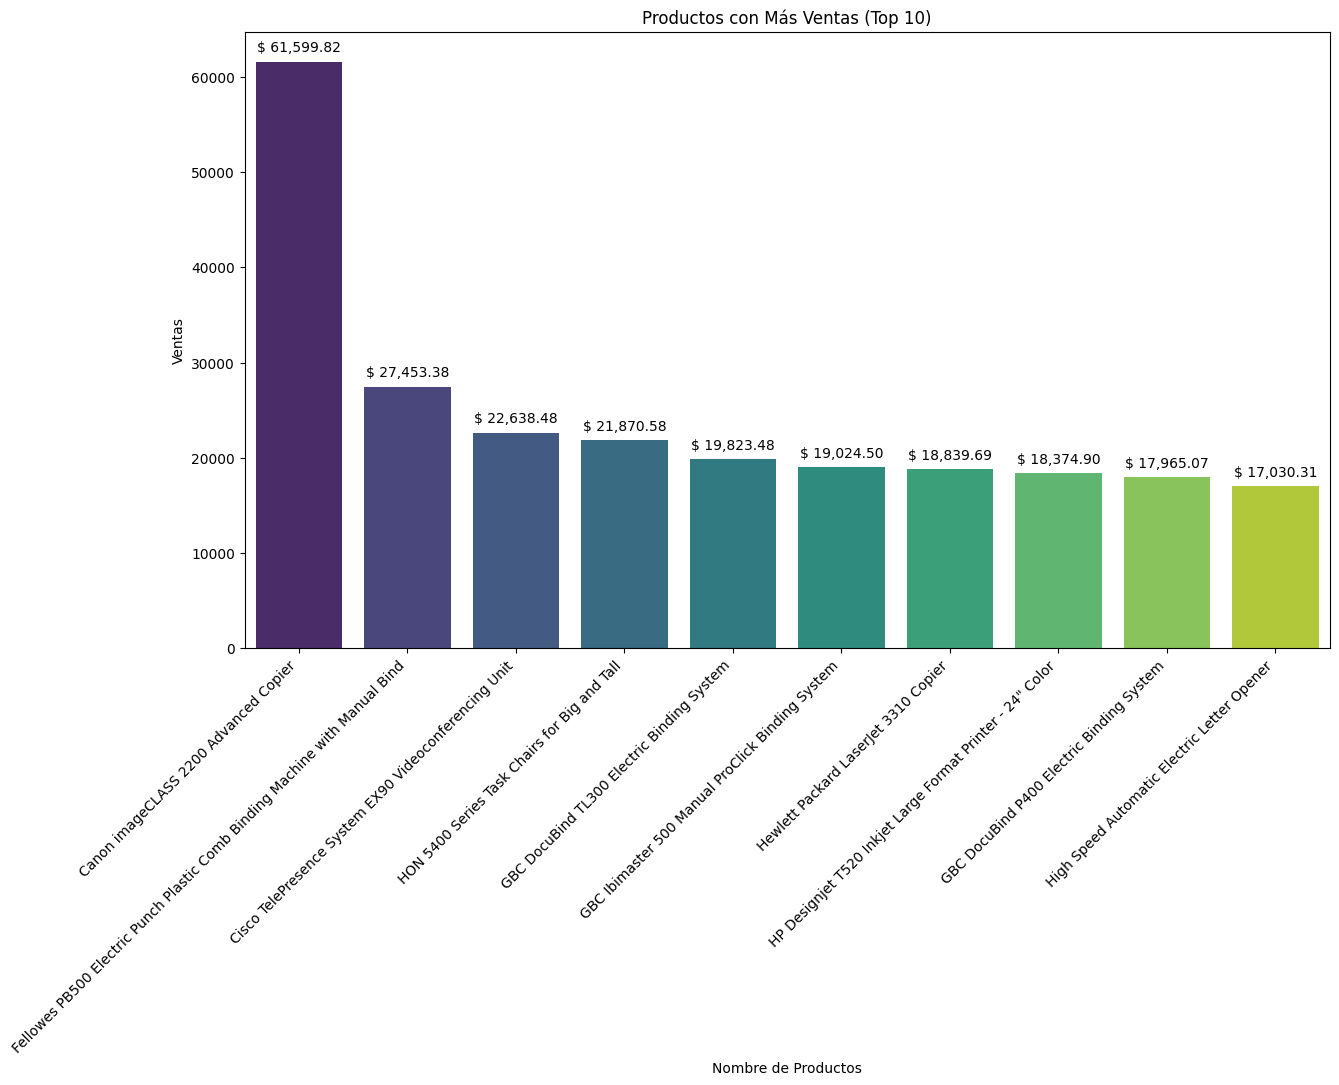 Productos con Más Ventas (Top 10)
Ventas
60000
50000
40000
30000
20000
10000
0
$ 61,599.82
$ 27,453.38
$ 22,638.48
$ 21,870.58
$ 19,823.48
$ 19,024.50
$ 18,839.69
$ 18,374.90
$ 17,965.07
$ 17,030.31
Canon imageCLASS 2200 Advanced Copier
Fellowes PB500 Electric Punch Plastic Comb Binding Machine with Manual Bind
Cisco TelePresence System EX90 Videoconferencing Unit
HON 5400 Series Task Chairs for Big and Tall
GBC DocuBind TL300 Electric Binding System
GBC Ibimaster 500 Manual ProClick Binding System
Hewlett Packard LaserJet 3310 Copier
HP Designjet T520 Inkjet Large Format Printer - 24" Color
GBC DocuBind P400 Electric Binding System
High Speed Automatic Electric Letter Opener
Nombre de Productos